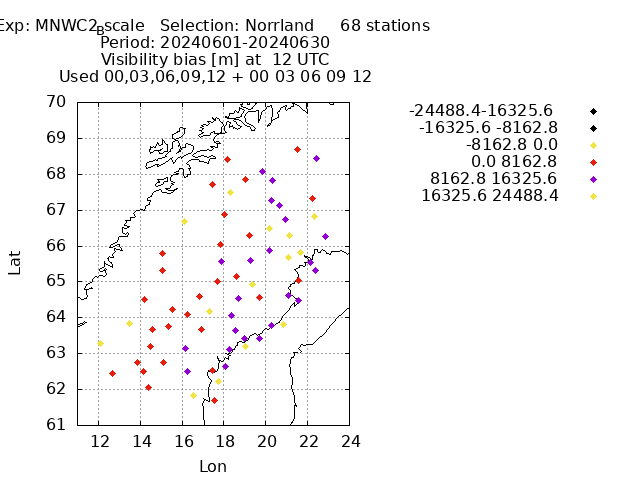 Exp: MNWC2_Bscale   Selection: Norrland     68 stations
Period: 20240601-20240630
Visibility bias [m] at  12 UTC
Used 00,03,06,09,12 + 00 03 06 09 12
-24488.4-16325.6
-16325.6 -8162.8
-8162.8 0.0
0.0 8162.8
8162.8 16325.6
16325.6 24488.4
70
69
68
67
66
65
64
63
62
61
Lat
12 14 16 18 20 22 24
Lon